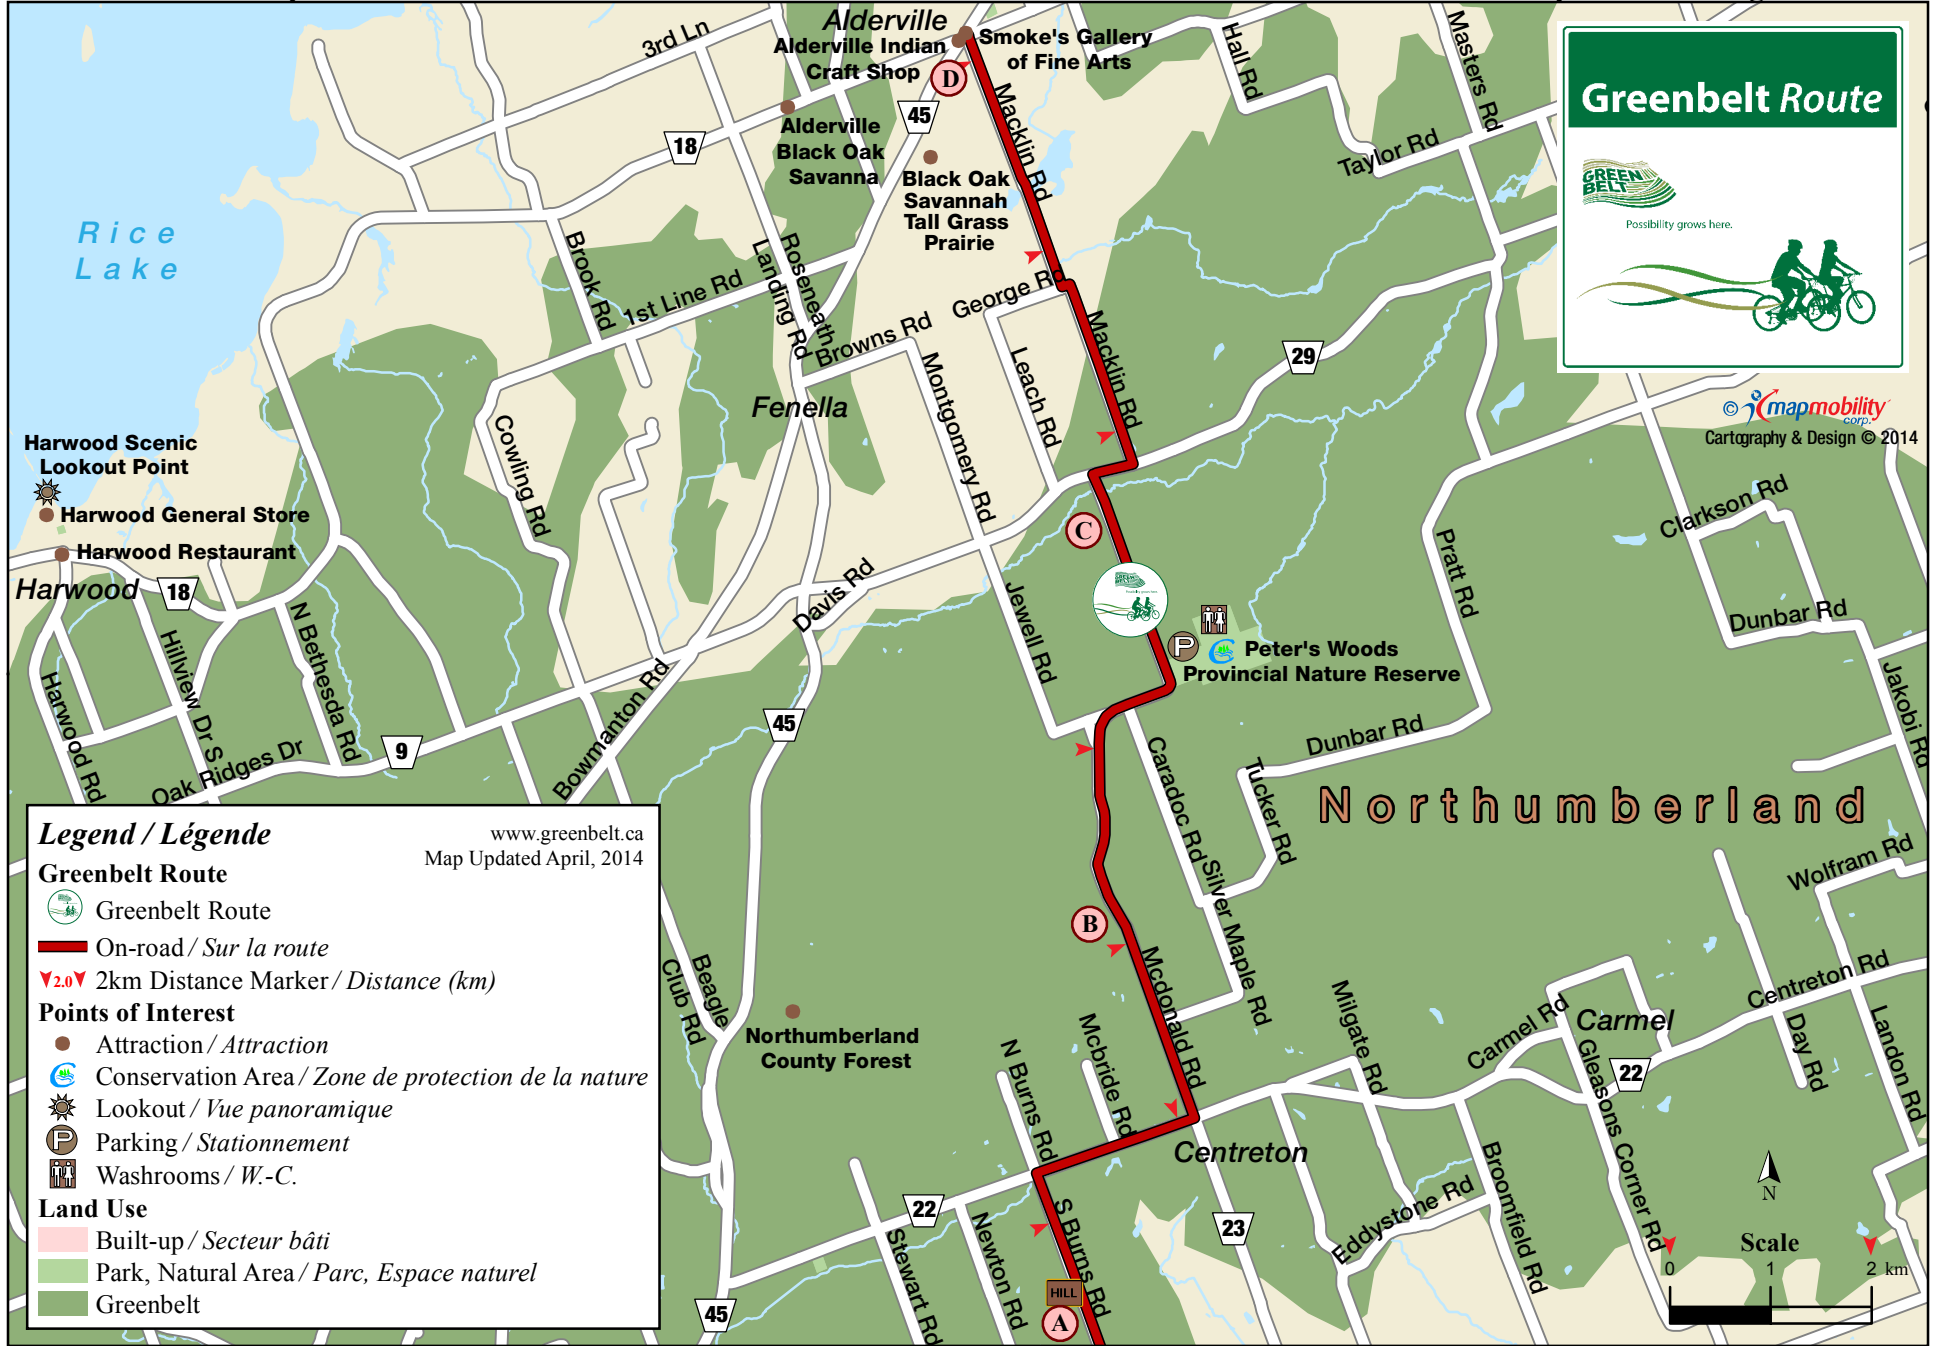 Alderville
Alderville Indian
Craft Shop
Smoke's Gallery
of Fine Arts
D
3rd Ln
45
18
Alderville
Black Oak
Savanna
Black Oak
Savannah
Tall Grass
Prairie
Macklin Rd
Hall Rd
Masters Rd
Taylor Rd
Greenbelt Route
GREEN
BELT
Possibility grows here.
© mapmobility
corp.
Cartography & Design © 2014
Rice
Lake
Brook Rd
1st Line Rd
Roseneath
Landing Rd
Browns Rd
George Rd
Macklin Rd
Leach Rd
Montgomery Rd
29
Fenella
Cowling Rd
Harwood Scenic
Lookout Point
Harwood General Store
Harwood Restaurant
Harwood
18
C
Clarkson Rd
Pratt Rd
Dunbar Rd
Davis Rd
Jewell Rd
P
Peter's Woods
Provincial Nature Reserve
Jakobi Rd
N Bethesda Rd
Hillview Dr S
Harwood Rd
Oak Ridges Dr
9
Bowmanton Rd
45
Dunbar Rd
Caradoc Rd
Tucker Rd
Northumberland
Wolfram Rd
Silver Maple Rd
B
Mcdonald Rd
Beagle
Club Rd
Northumberland
County Forest
N Burns Rd
Mcbride Rd
Milgate Rd
Carmel Rd
Carmel
Centreton Rd
Day Rd
Landon Rd
22
Gleasons Corner Rd
Centreton
Broomfield Rd
Eddystone Rd
23
22
Stewart Rd
Newton Rd
S Burns Rd
HILL
A
45
N
Scale
0 1 2 km
Legend / Légende
www.greenbelt.ca
Map Updated April, 2014
Greenbelt Route
Greenbelt Route
On-road / Sur la route
2.0 2km Distance Marker / Distance (km)
Points of Interest
Attraction / Attraction
Conservation Area / Zone de protection de la nature
Lookout / Vue panoramique
P Parking / Stationnement
Washrooms / W.-C.
Land Use
Built-up / Secteur bâti
Park, Natural Area / Parc, Espace naturel
Greenbelt